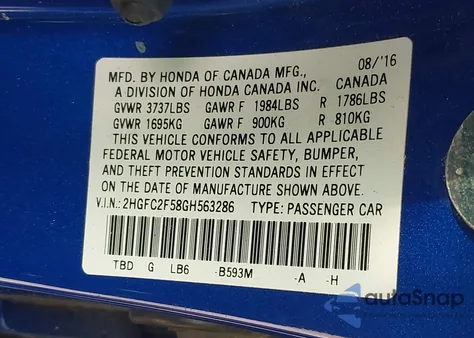 08/'16
MFD. BY HONDA OF CANADA MFG.,
A DIVISION OF HONDA CANADA INC. CANADA
GVWR 3737LBS GAWR F 1984LBS R 1786LBS
GVWR 1695KG GAWR F 900KG R 810KG
THIS VEHICLE CONFORMS TO ALL APPLICABLE
FEDERAL MOTOR VEHICLE SAFETY, BUMPER,
AND THEFT PREVENTION STANDARDS IN EFFECT
ON THE DATE OF MANUFACTURE SHOWN ABOVE.
V.I.N.: 2HGFC2F58GH563286 TYPE: PASSENGER CAR
TBD G LB6 -B593M -A -H
autoSnap